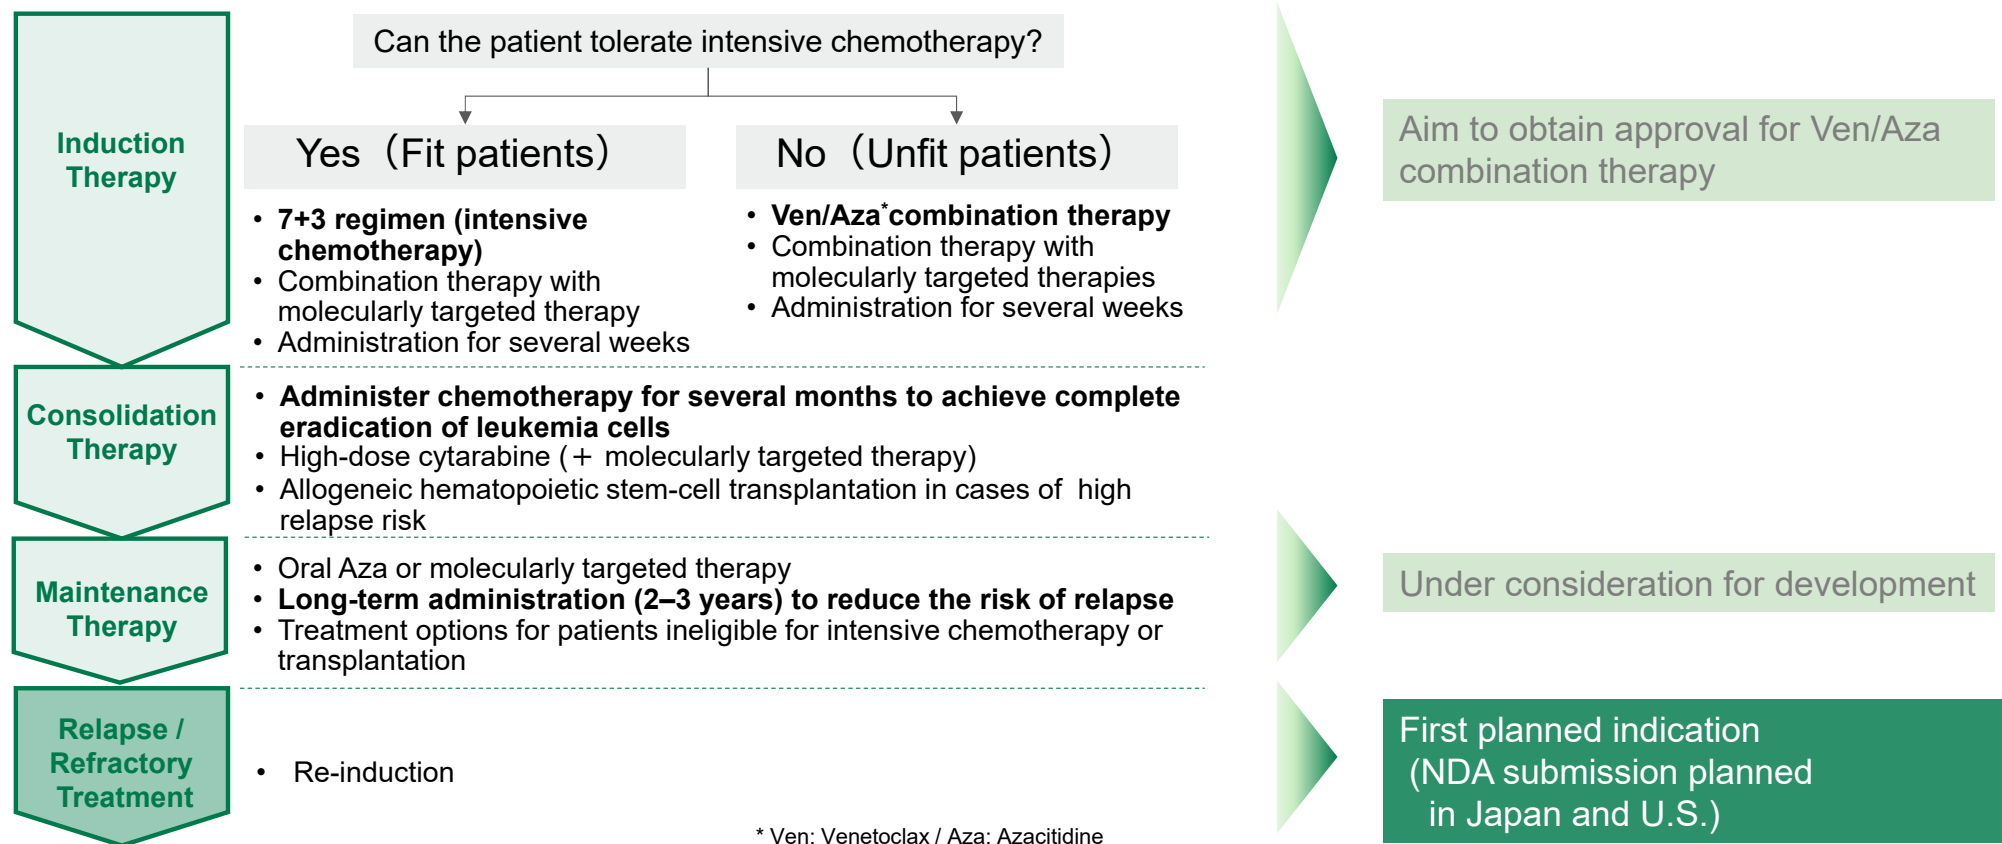 Can the patient tolerate intensive chemotherapy?
Induction
Therapy
Yes（Fit patients）
No（Unfit patients）
• 7+3 regimen (intensive
chemotherapy)
• Combination therapy with
molecularly targeted therapy
• Administration for several weeks
• Ven/Aza*combination therapy
• Combination therapy with
molecularly targeted therapies
• Administration for several weeks
Aim to obtain approval for Ven/Aza
combination therapy
Consolidation
Therapy
• Administer chemotherapy for several months to achieve complete
eradication of leukemia cells
• High-dose cytarabine (＋ molecularly targeted therapy)
• Allogeneic hematopoietic stem-cell transplantation in cases of high
relapse risk
Maintenance
Therapy
• Oral Aza or molecularly targeted therapy
• Long-term administration (2–3 years) to reduce the risk of relapse
• Treatment options for patients ineligible for intensive chemotherapy or
transplantation
Under consideration for development
Relapse /
Refractory
Treatment
• Re-induction
First planned indication
(NDA submission planned
in Japan and U.S.)
* Ven: Venetoclax / Aza: Azacitidine